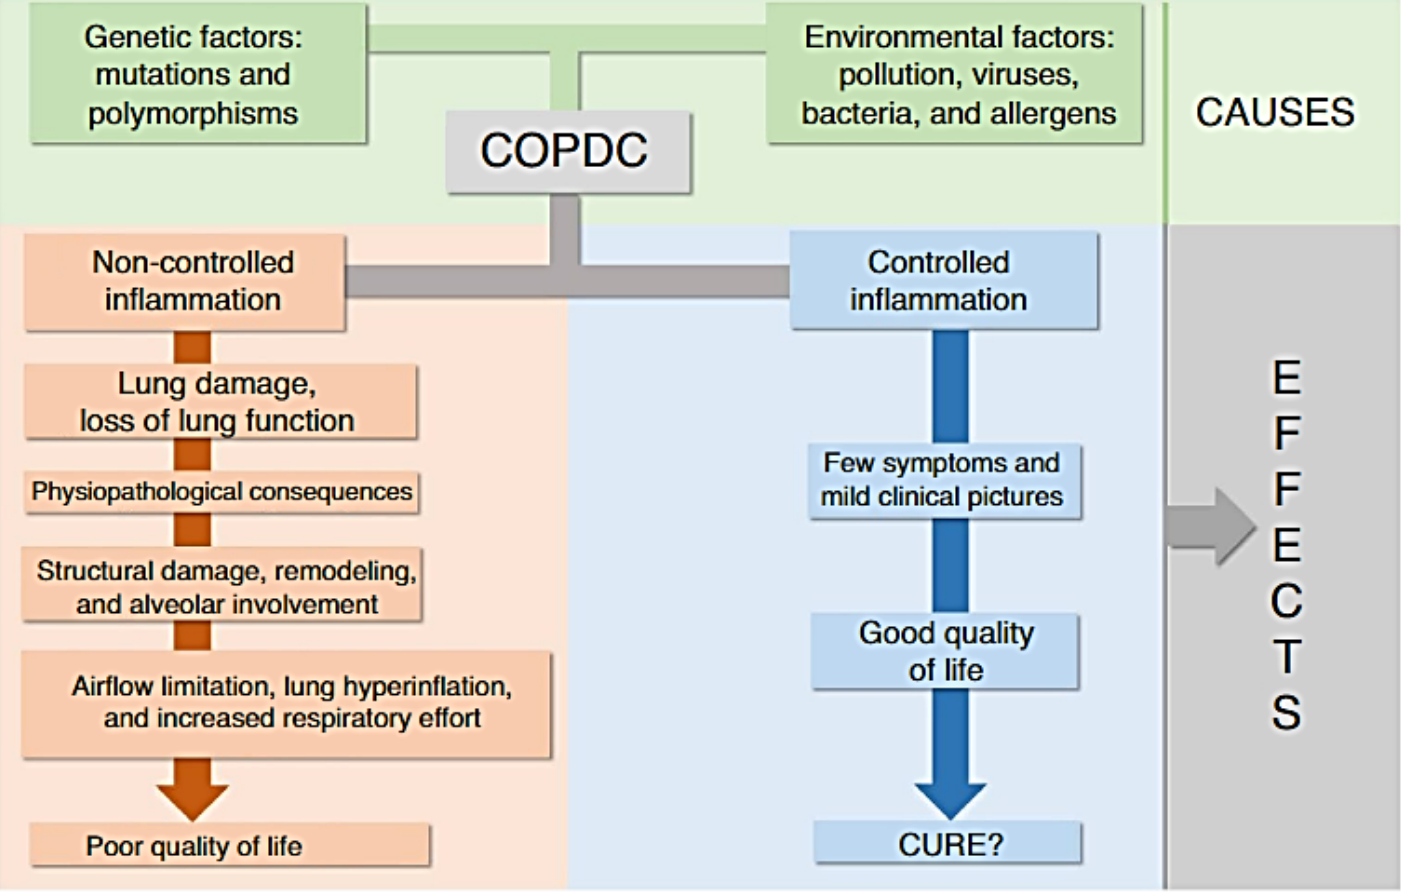 Genetic factors:
mutations and
polymorphisms
Environmental factors:
pollution, viruses,
bacteria, and allergens
CAUSES
COPDC
Non-controlled
inflammation
Lung damage,
loss of lung function
Physiopathological consequences
Structural damage, remodeling,
and alveolar involvement
Airflow limitation, lung hyperinflation,
and increased respiratory effort
Poor quality of life
Controlled
inflammation
Few symptoms and
mild clinical pictures
Good quality
of life
CURE?
E
F
F
E
C
T
S